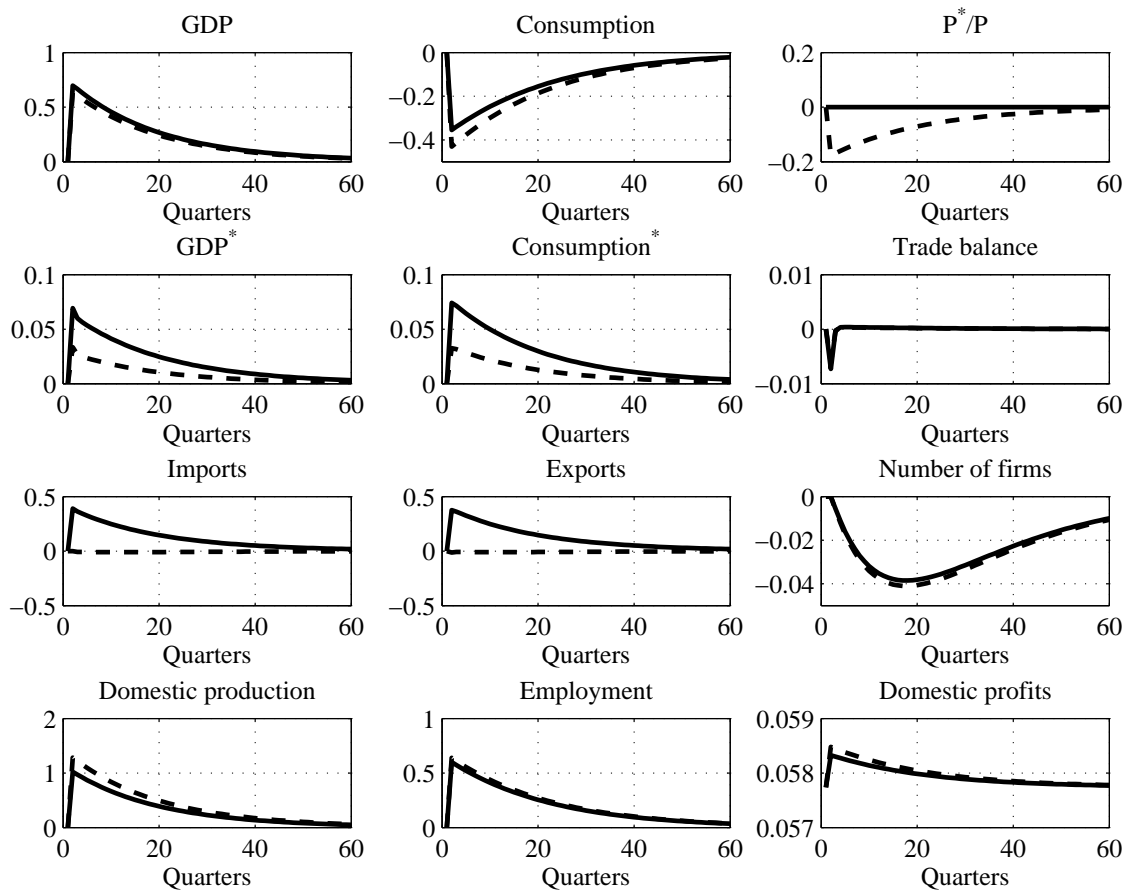 GDP
1
0.5
0
0 20 40 60
Quarters
Consumption
0
−0.2
−0.4
0 20 40 60
Quarters
P*/P
0.2
0
−0.2
0 20 40 60
Quarters
GDP*
0.1
0.05
0
0 20 40 60
Quarters
Consumption*
0.1
0.05
0
0 20 40 60
Quarters
Trade balance
0.01
0
−0.01
0 20 40 60
Quarters
Imports
0.5
0
−0.5
0 20 40 60
Quarters
Exports
0.5
0
−0.5
0 20 40 60
Quarters
Number of firms
0
−0.02
−0.04
0 20 40 60
Quarters
Domestic production
2
1
0
0 20 40 60
Quarters
Employment
1
0.5
0
0 20 40 60
Quarters
Domestic profits
0.059
0.058
0.057
0 20 40 60
Quarters